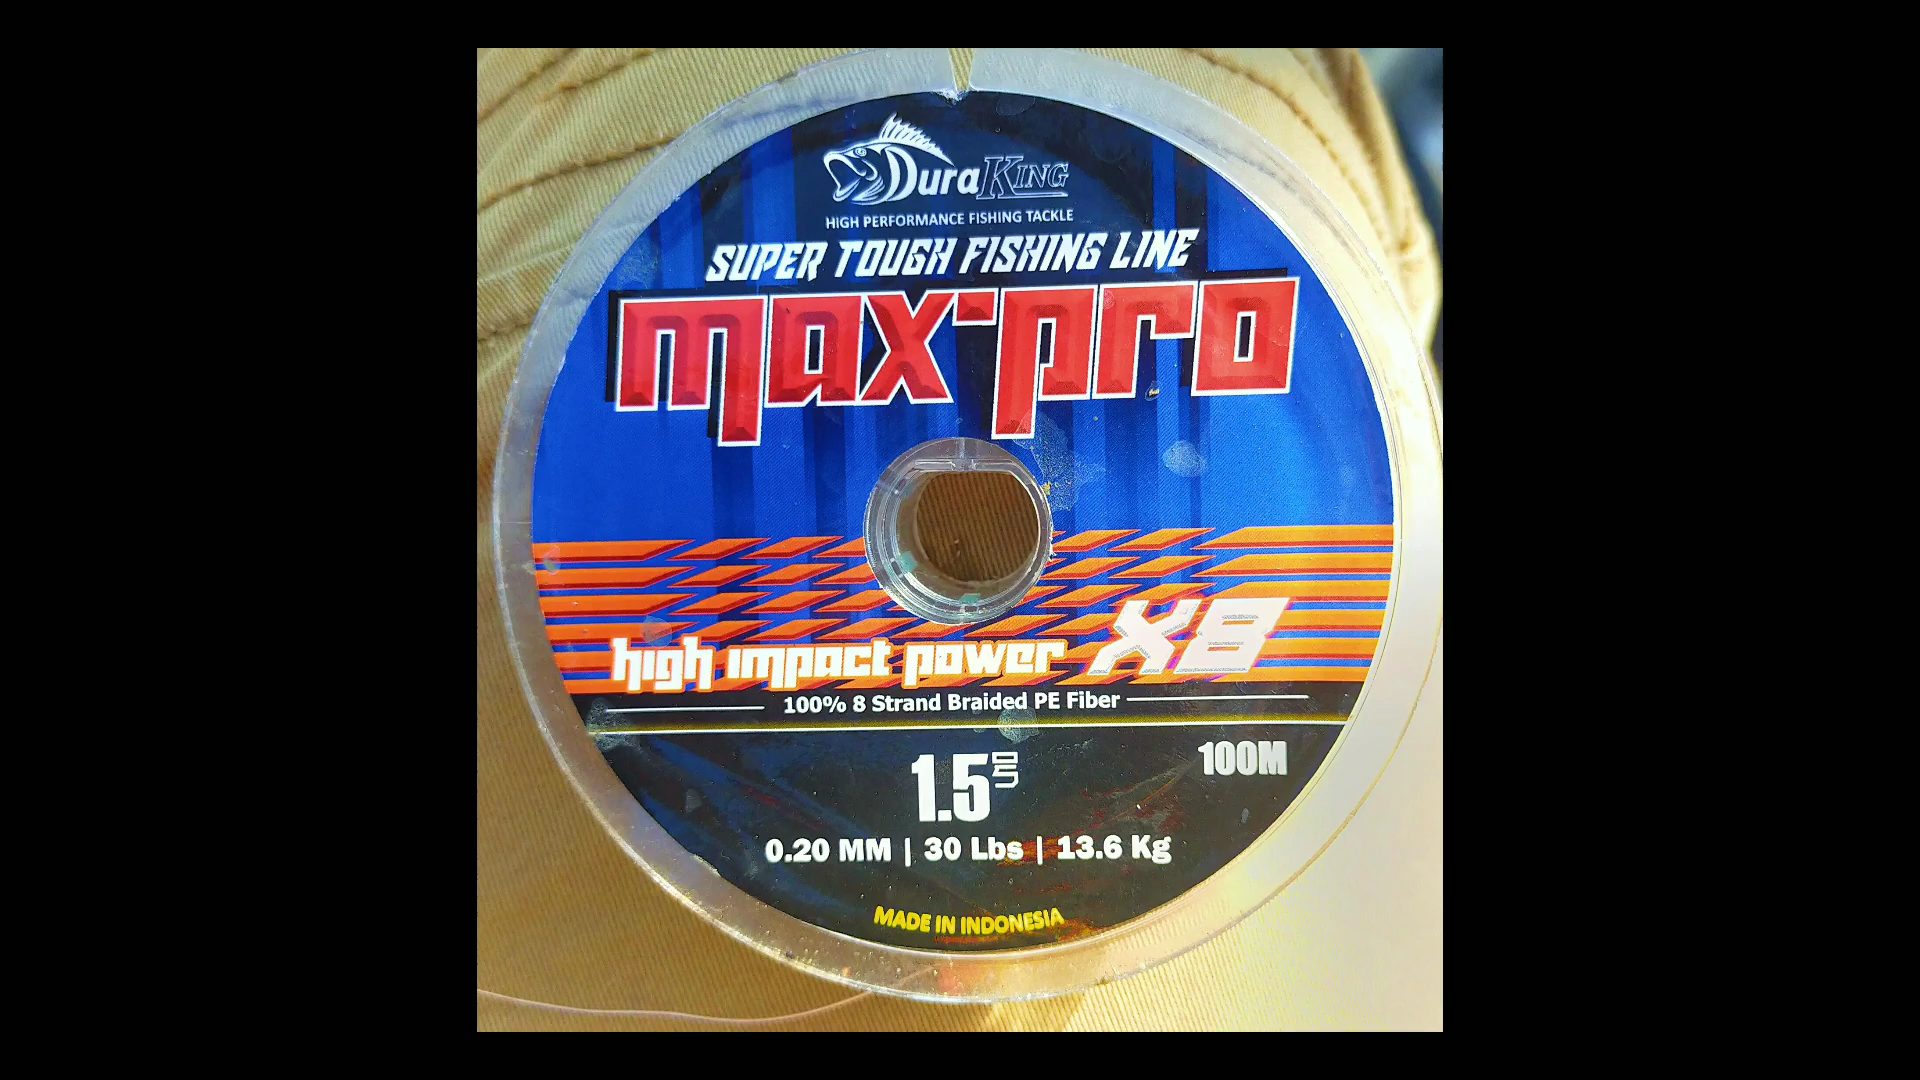 DuraKING
HIGH PERFORMANCE FISHING TACKLE
SUPER TOUGH FISHING LINE
max·pro
high impact power X8
100% 8 Strand Braided PE Fiber
1.5
100M
0.20 MM | 30 Lbs | 13.6 Kg
MADE IN INDONESIA